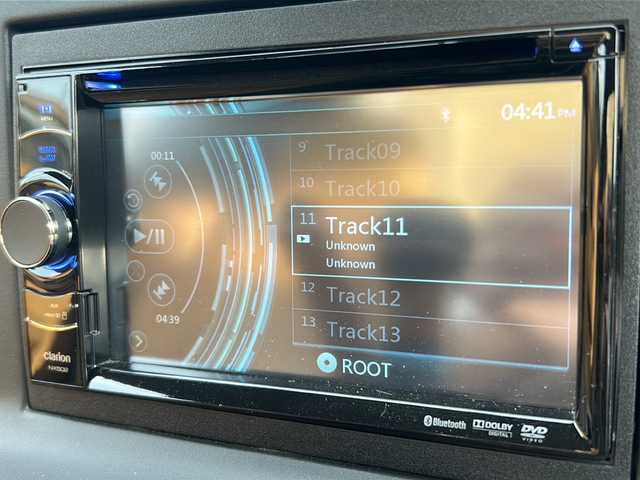 MENU
04:41 PM
00:11
04:39
9 Track09
10 Track10
11 Track11
Unknown
Unknown
12 Track12
13 Track13
ROOT
clarion
Bluetooth
DOLBY
DIGITAL
DVD
VIDEO